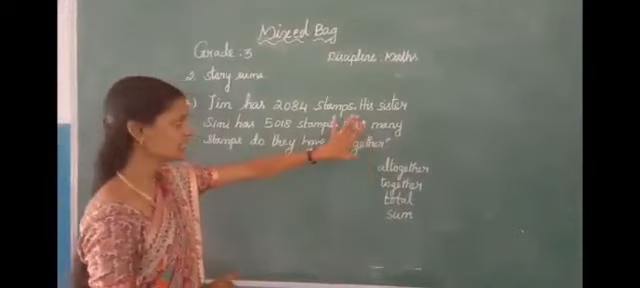 Mixed Bag
Grade : 3
Discipline : Maths
2. Story sums
Jim has 2084 stamps. His sister
Simi has 5018 stamps. many
stamps do they have
altogether
together
total
sum